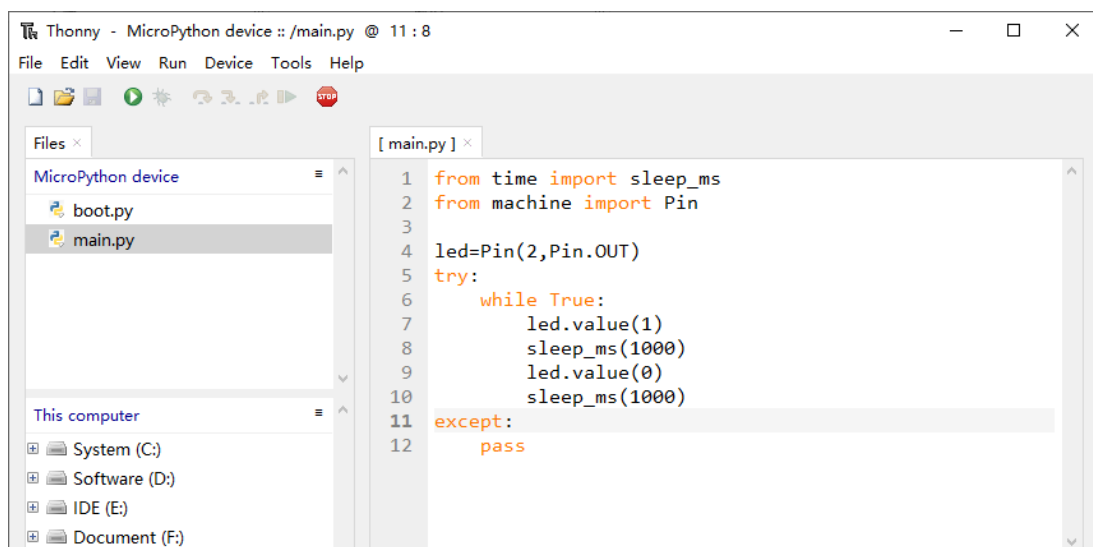 Thonny - MicroPython device :: /main.py @ 11 : 8
File Edit View Run Device Tools Help
STOP
Files
MicroPython device
boot.py
main.py
This computer
System (C:)
Software (D:)
IDE (E:)
Document (F:)
[ main.py ]
1 from time import sleep_ms
2 from machine import Pin
3
4 led=Pin(2,Pin.OUT)
5 try:
6     while True:
7         led.value(1)
8         sleep_ms(1000)
9         led.value(0)
10         sleep_ms(1000)
11 except:
12     pass